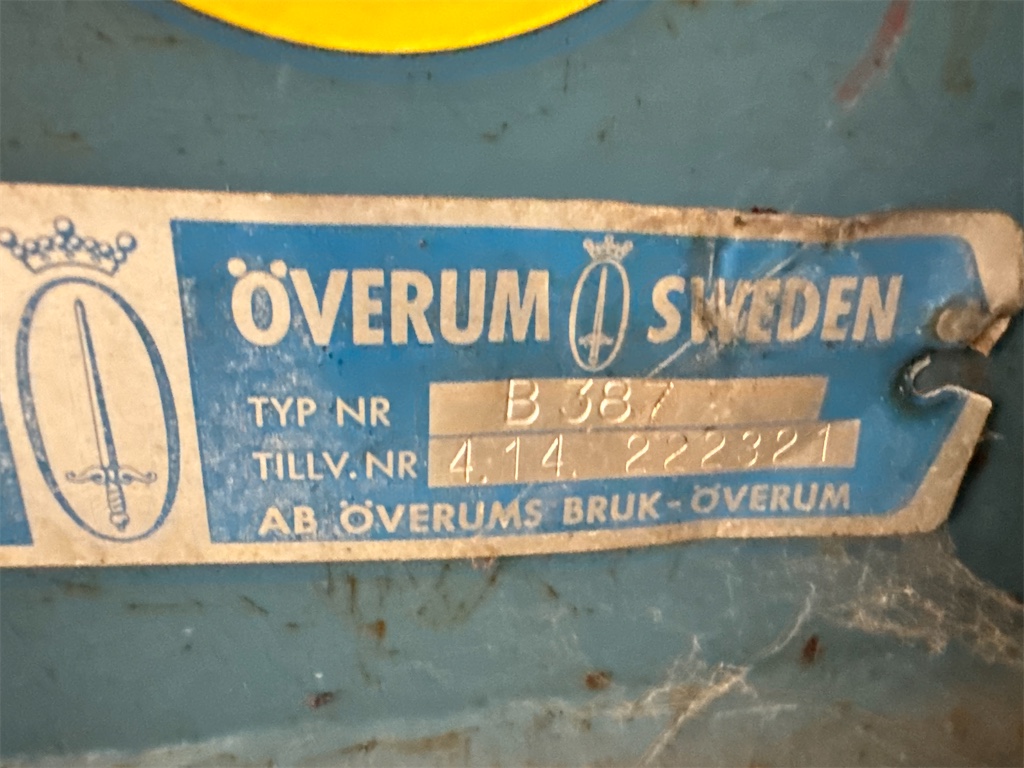 ÖVERUM SWEDEN
TYP NR B 387
TILLV.NR 4.14. 222321
AB ÖVERUMS BRUK - ÖVERUM